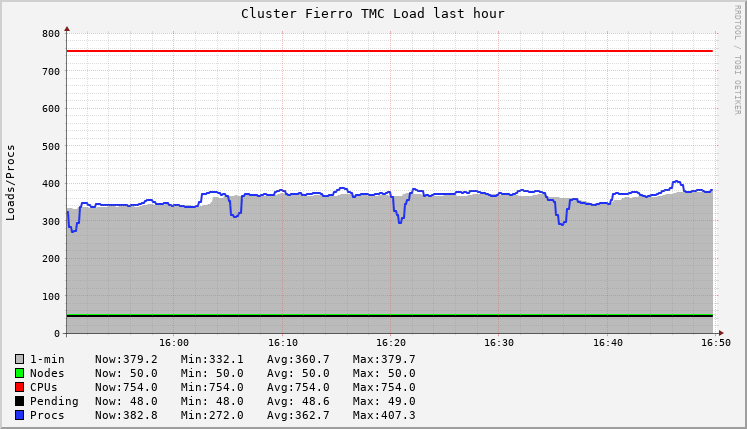 Cluster Fierro TMC Load last hour
RRDTOOL / TOBI OETIKER
Loads/Procs
800
700
600
500
400
300
200
100
0
16:00 16:10 16:20 16:30 16:40 16:50
1-min Now:379.2 Min:332.1 Avg:360.7 Max:379.7
Nodes Now: 50.0 Min: 50.0 Avg: 50.0 Max: 50.0
CPUs Now:754.0 Min:754.0 Avg:754.0 Max:754.0
Pending Now: 48.0 Min: 48.0 Avg: 48.6 Max: 49.0
Procs Now:382.8 Min:272.0 Avg:362.7 Max:407.3